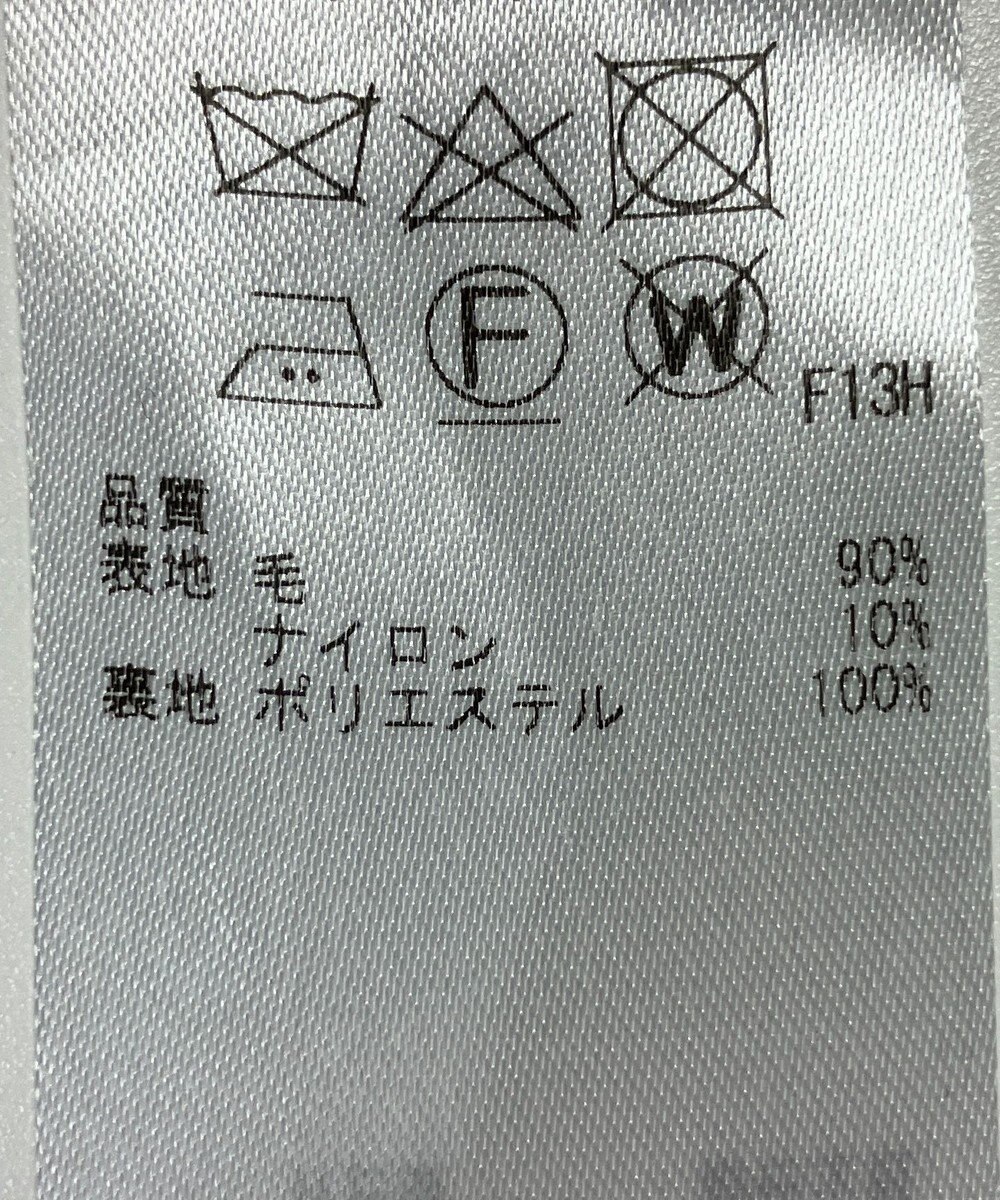 F W F13H
品質
表地 毛 90%
ナイロン 10%
裏地 ポリエステル 100%